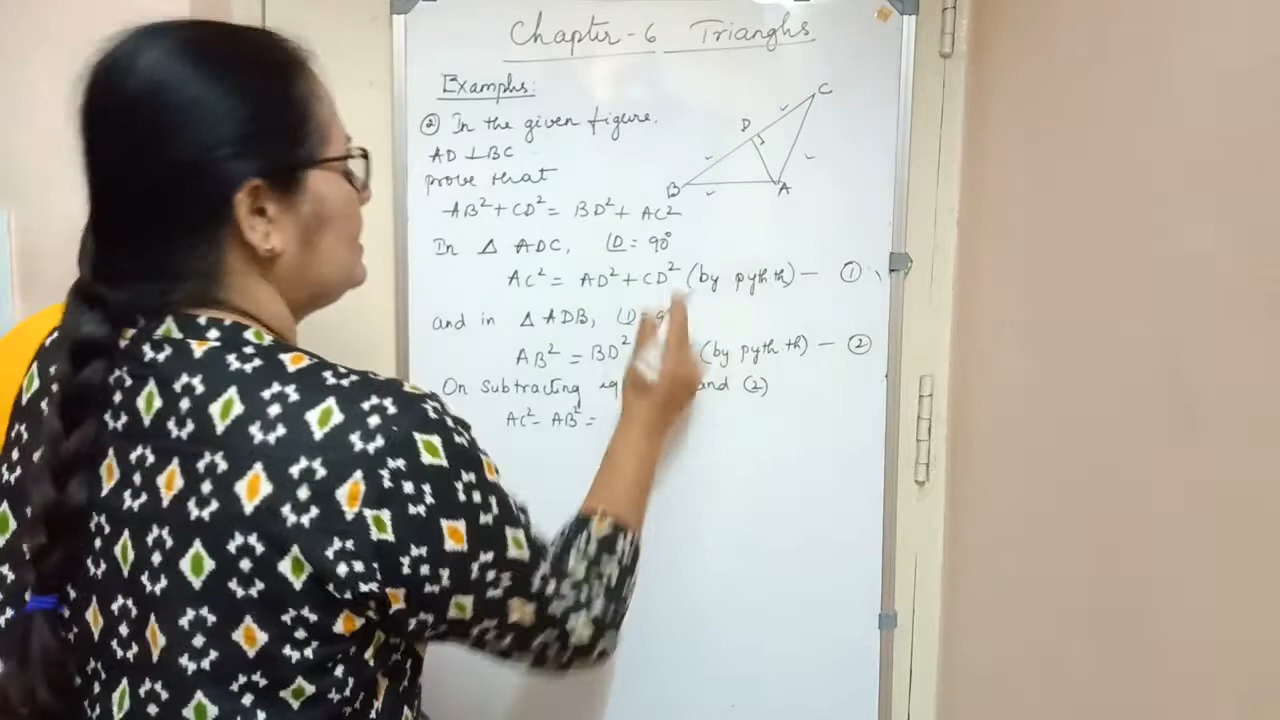 Chapter-6 Triangles
Examples:
② In the given figure.
AD ⊥ BC
prove that
AB² + CD² = BD² + AC²
In △ ADC, ∠D = 90°
AC² = AD² + CD² (by pyth th) — ①
and in △ ADB, ∠D = 9
AB² = BD² (by pyth th) — ②
On subtracting and (2)
AC² - AB² =
C
D
B
A